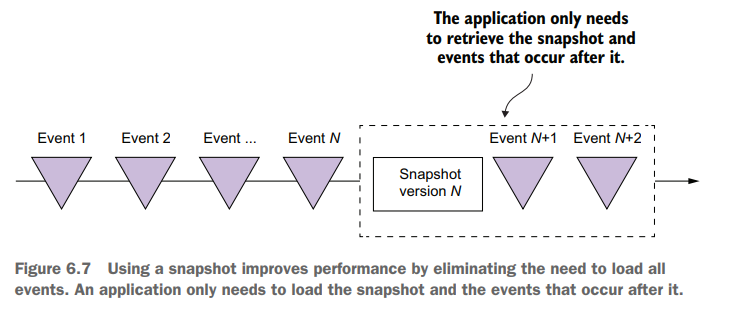 The application only needs
to retrieve the snapshot and
events that occur after it.
Event 1
Event 2
Event ...
Event N
Event N+1
Event N+2
Snapshot
version N
Figure 6.7 Using a snapshot improves performance by eliminating the need to load all
events. An application only needs to load the snapshot and the events that occur after it.